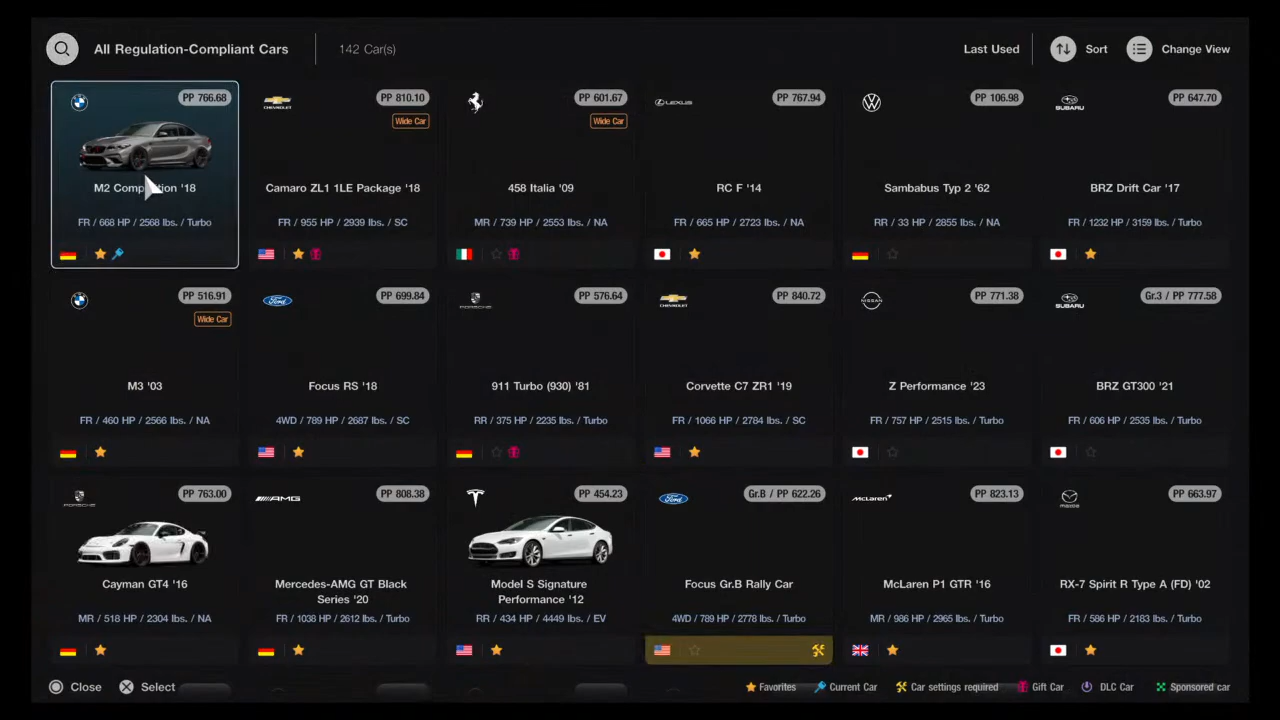 All Regulation-Compliant Cars
142 Car(s)
Last Used
Sort
Change View
PP 766.68
M2 Competition '18
FR / 668 HP / 2568 lbs. / Turbo
CHEVROLET
PP 810.10
Wide Car
Camaro ZL1 1LE Package '18
FR / 955 HP / 2939 lbs. / SC
PP 601.67
Wide Car
458 Italia '09
MR / 739 HP / 2553 lbs. / NA
LEXUS
PP 767.94
RC F '14
FR / 665 HP / 2723 lbs. / NA
PP 106.98
Sambabus Typ 2 '62
RR / 33 HP / 2855 lbs. / NA
SUBARU
PP 647.70
BRZ Drift Car '17
FR / 1232 HP / 3159 lbs. / Turbo
PP 516.91
Wide Car
M3 '03
FR / 460 HP / 2566 lbs. / NA
Ford
PP 699.84
Focus RS '18
4WD / 789 HP / 2687 lbs. / SC
PORSCHE
PP 576.64
911 Turbo (930) '81
RR / 375 HP / 2235 lbs. / Turbo
CHEVROLET
PP 840.72
Corvette C7 ZR1 '19
FR / 1066 HP / 2784 lbs. / SC
NISSAN
PP 771.38
Z Performance '23
FR / 757 HP / 2515 lbs. / Turbo
SUBARU
Gr.3 / PP 777.58
BRZ GT300 '21
FR / 606 HP / 2535 lbs. / Turbo
PORSCHE
PP 763.00
Cayman GT4 '16
MR / 518 HP / 2304 lbs. / NA
AMG
PP 808.38
Mercedes-AMG GT Black
Series '20
FR / 1038 HP / 2612 lbs. / Turbo
PP 454.23
Model S Signature
Performance '12
RR / 434 HP / 4449 lbs. / EV
Ford
Gr.B / PP 622.26
Focus Gr.B Rally Car
4WD / 789 HP / 2778 lbs. / Turbo
McLaren
PP 823.13
McLaren P1 GTR '16
MR / 986 HP / 2965 lbs. / Turbo
mazda
PP 663.97
RX-7 Spirit R Type A (FD) '02
FR / 586 HP / 2183 lbs. / Turbo
Close
Select
Favorites
Current Car
Car settings required
Gift Car
DLC Car
Sponsored car